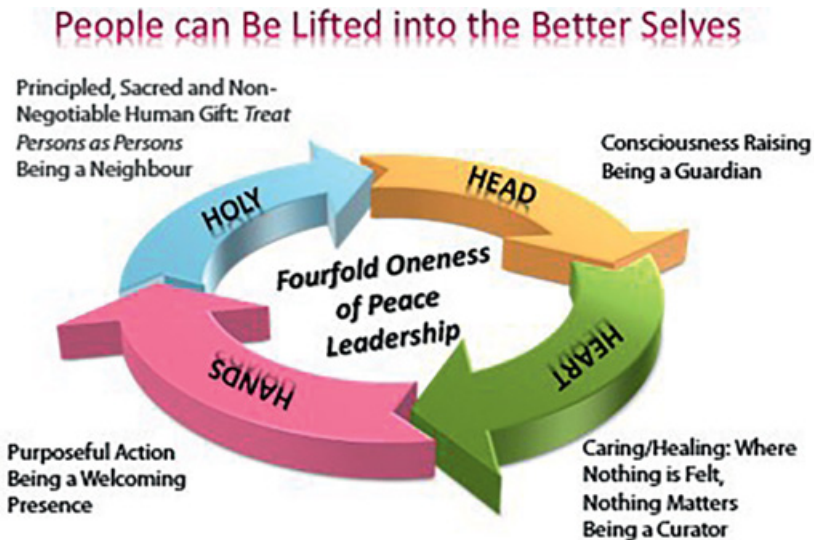 People can Be Lifted into the Better Selves
Principled, Sacred and Non-
Negotiable Human Gift: Treat
Persons as Persons
Being a Neighbour
Consciousness Raising
Being a Guardian
HOLY
HEAD
Fourfold Oneness
of Peace
Leadership
HANDS
HEART
Purposeful Action
Being a Welcoming
Presence
Caring/Healing: Where
Nothing is Felt,
Nothing Matters
Being a Curator